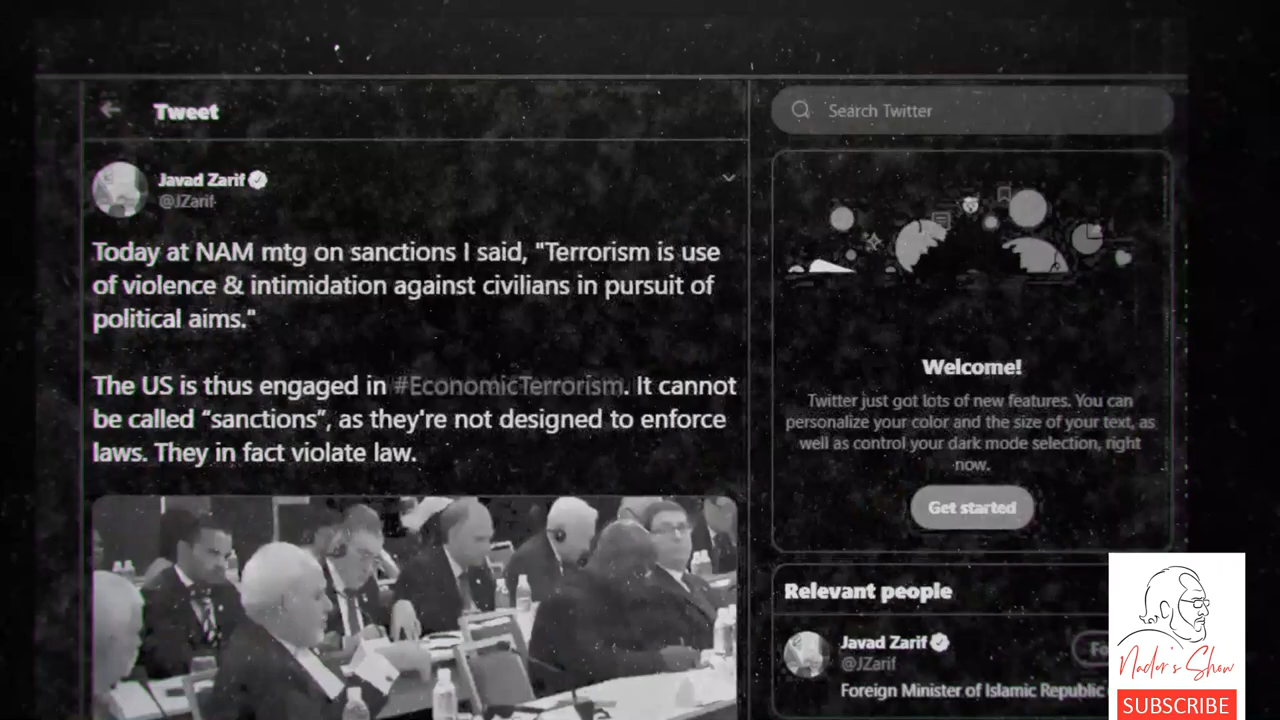 Tweet
Search Twitter
Javad Zarif
@JZarif
Today at NAM mtg on sanctions I said, "Terrorism is use
of violence & intimidation against civilians in pursuit of
political aims."
The US is thus engaged in #EconomicTerrorism. It cannot
be called “sanctions”, as they're not designed to enforce
laws. They in fact violate law.
Welcome!
Twitter just got lots of new features. You can
personalize your color and the size of your text, as
well as control your dark mode selection, right
now.
Get started
Relevant people
Javad Zarif
@JZarif
Foreign Minister of Islamic Republic
Nader's Show
SUBSCRIBE